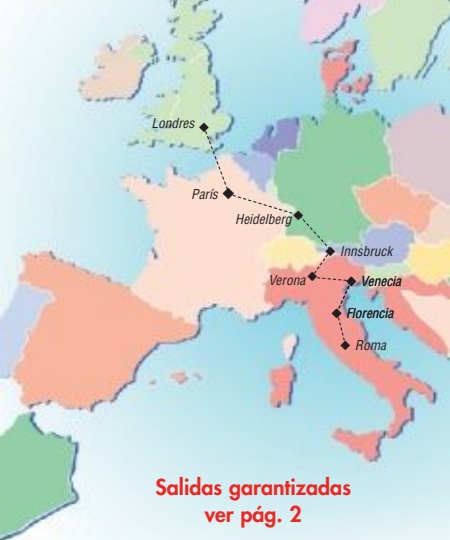 Londres
París
Heidelberg
Innsbruck
Verona
Venecia
Florencia
Roma
Salidas garantizadas
ver pág. 2